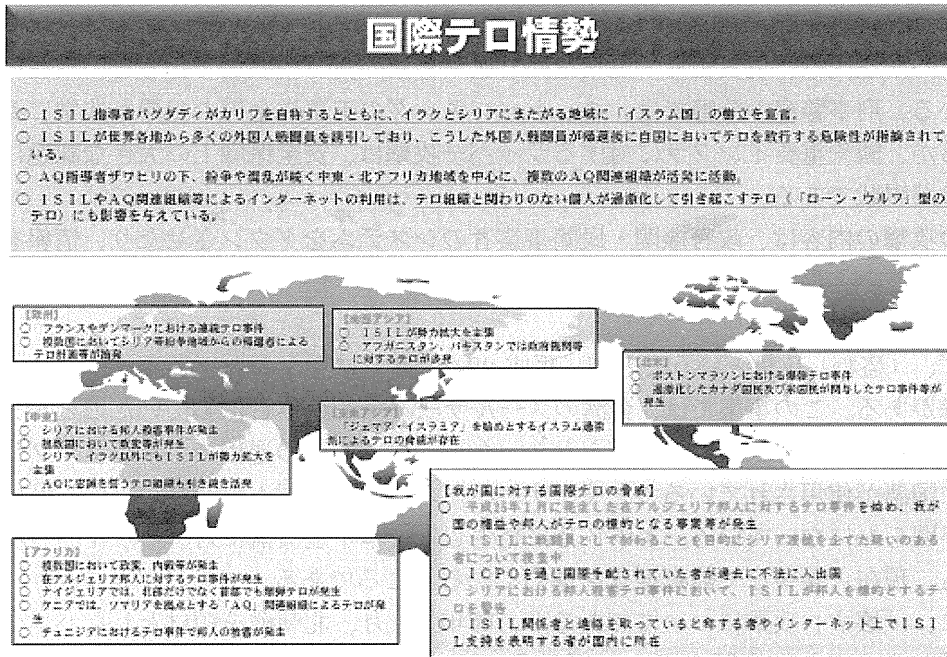 国際テロ情勢
○ ISIL指導者バグダディがカリフを自称するとともに、イラクとシリアにまたがる地域に「イスラム国」の樹立を宣言。
○ ISILが世界各地から多くの外国人戦闘員を誘引しており、こうした外国人戦闘員が帰還後に自国においてテロを敢行する危険性が指摘されて
いる。
○ AQ指導者ザワヒリの下、紛争や混乱が続く中東・北アフリカ地域を中心に、複数のAQ関連組織が活発に活動。
○ ISILやAQ関連組織等によるインターネットの利用は、テロ組織と関わりのない個人が過激化して引き起こすテロ(「ローン・ウルフ」型の
テロ)にも影響を与えている。
【欧州】
○ フランスやデンマークにおける連続テロ事件
○ 複数国においてシリア等紛争地域からの帰還者による
テロ計画等が頻発
【南西アジア】
○ ISILが勢力拡大を主張
○ アフガニスタン、パキスタンでは政府機関等
に対するテロが多発
【北米】
○ ボストンマラソンにおける爆弾テロ事件
○ 過激化したカナダ国民及び米国民が関与したテロ事件等が
発生
【中東】
○ シリアにおける邦人殺害事件が発生
○ 複数国において政変等が発生
○ シリア、イラク以外にもISILが勢力拡大を
主張
○ AQに忠誠を誓うテロ組織も引き続き活発
【東南アジア】
「ジェマア・イスラミア」を始めとするイスラム過激
派によるテロの脅威が存在
【アフリカ】
○ 複数国において政変、内戦等が発生
○ 在アルジェリア邦人に対するテロ事件が発生
○ ナイジェリアでは、北部だけでなく首都でも爆弾テロが発生
○ ケニアでは、ソマリアを拠点とする「AQ」関連組織によるテロが発
生
○ チュニジアにおけるテロ事件で邦人の被害が発生
【我が国に対する国際テロの脅威】
○ 平成25年1月に発生した在アルジェリア邦人に対するテロ事件を始め、我が
国の権益や邦人がテロの標的となる事案等が発生
○ ISILに戦闘員として加わることを目的にシリア渡航を企てた疑いのある
者について捜査中
○ ICPOを通じ国際手配されていた者が過去に不法に入出国
○ シリアにおける邦人殺害テロ事件において、ISILが邦人を標的とするテ
ロを警告
○ ISIL関係者と連絡を取っていると称する者やインターネット上でISI
L支持を表明する者が国内に所在